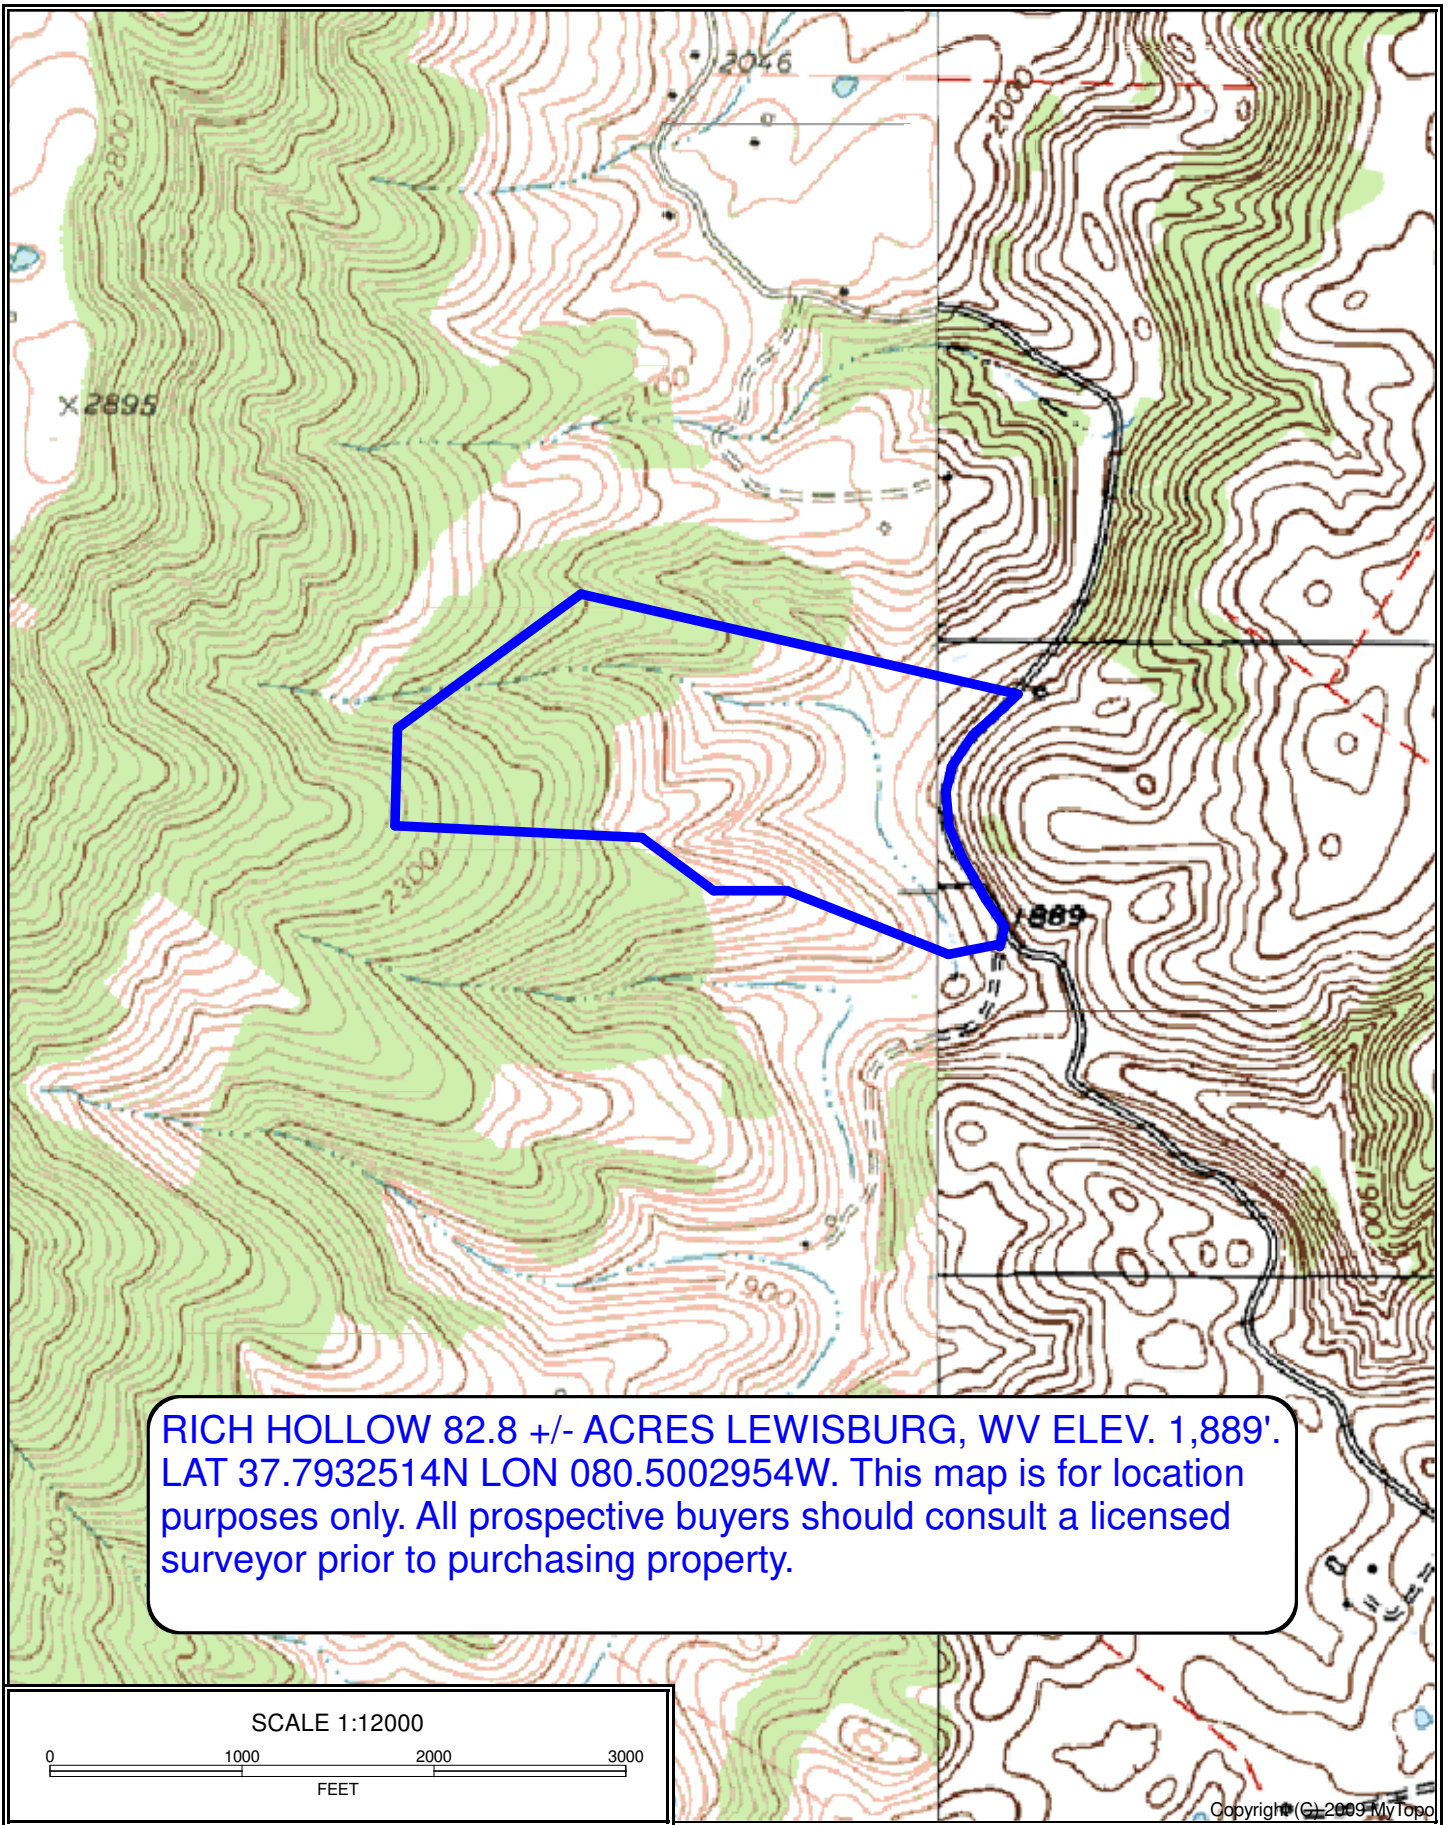 2046
2800
2000
×2895
2100
2300
1889
1900
1900
RICH HOLLOW 82.8 +/- ACRES LEWISBURG, WV ELEV. 1,889'.
LAT 37.7932514N LON 080.5002954W. This map is for location
purposes only. All prospective buyers should consult a licensed
surveyor prior to purchasing property.
2300
SCALE 1:12000
0 1000 2000 3000
FEET
Copyright (C) 2009 MyTopo